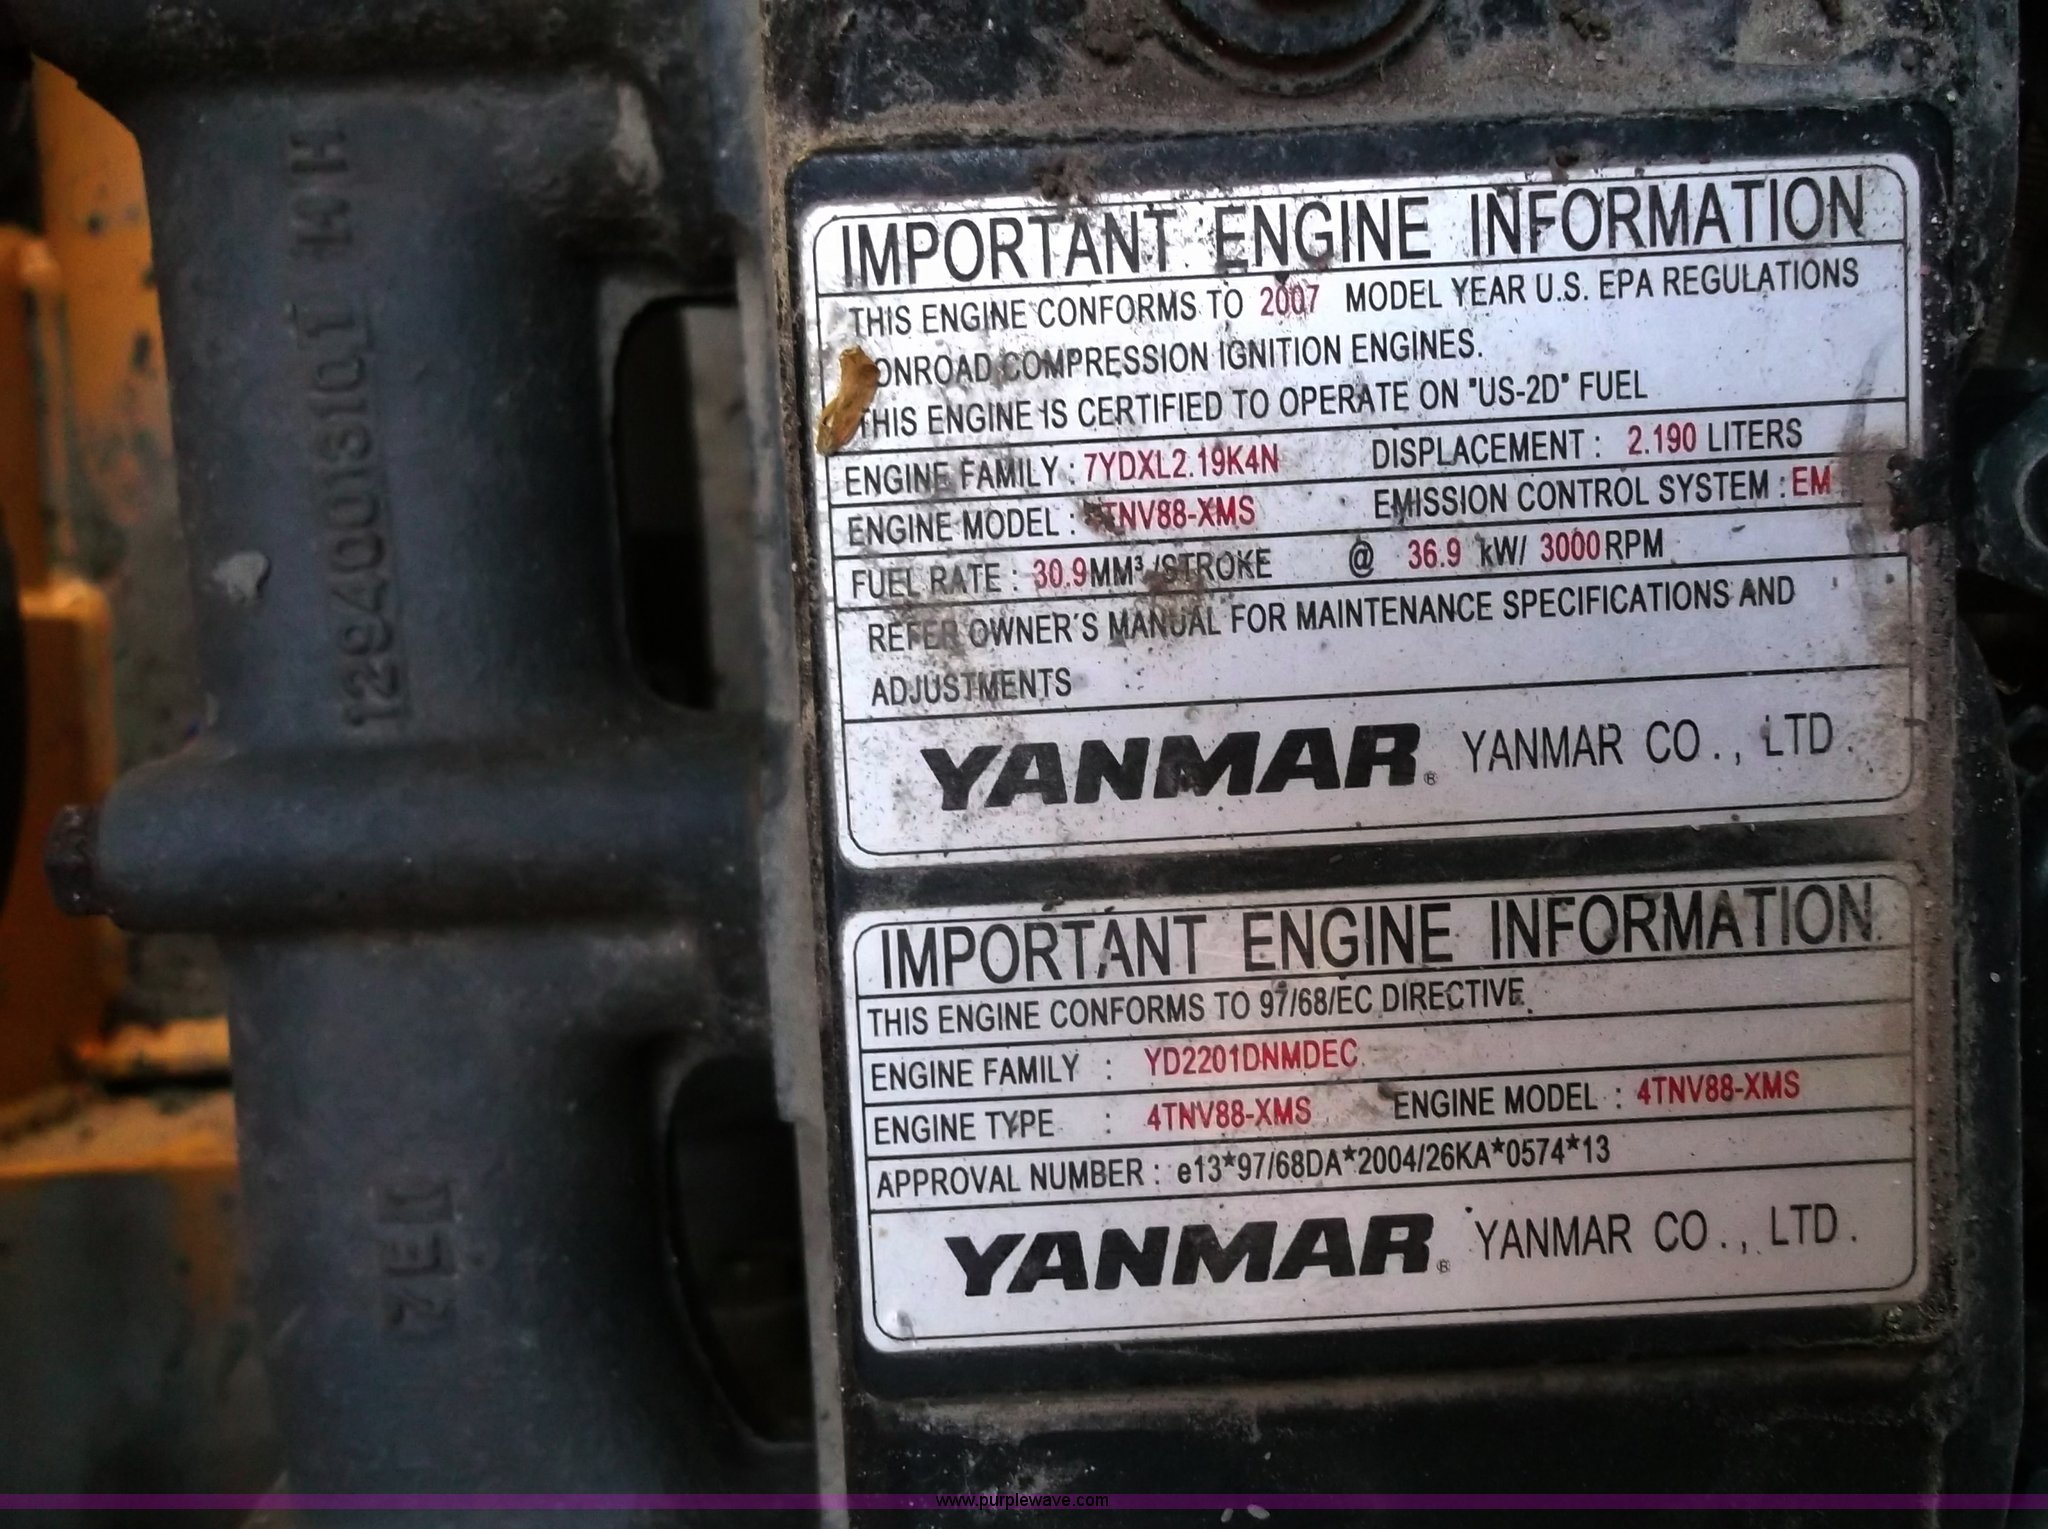 IMPORTANT ENGINE INFORMATION
THIS ENGINE CONFORMS TO 2007 MODEL YEAR U.S. EPA REGULATIONS
ONROAD COMPRESSION IGNITION ENGINES.
THIS ENGINE IS CERTIFIED TO OPERATE ON "US-2D" FUEL
ENGINE FAMILY : 7YDXL2.19K4N DISPLACEMENT : 2.190 LITERS
ENGINE MODEL : 4TNV88-XMS EMISSION CONTROL SYSTEM : EM
FUEL RATE : 30.9MM³/STROKE @ 36.9 kW/ 3000RPM
REFER OWNER'S MANUAL FOR MAINTENANCE SPECIFICATIONS AND
ADJUSTMENTS
YANMAR® YANMAR CO., LTD.
IMPORTANT ENGINE INFORMATION
THIS ENGINE CONFORMS TO 97/68/EC DIRECTIVE.
ENGINE FAMILY : YD2201DNMDEC
ENGINE TYPE : 4TNV88-XMS ENGINE MODEL : 4TNV88-XMS
APPROVAL NUMBER : e13*97/68DA*2004/26KA*0574*13
YANMAR® YANMAR CO., LTD.
www.purplewave.com